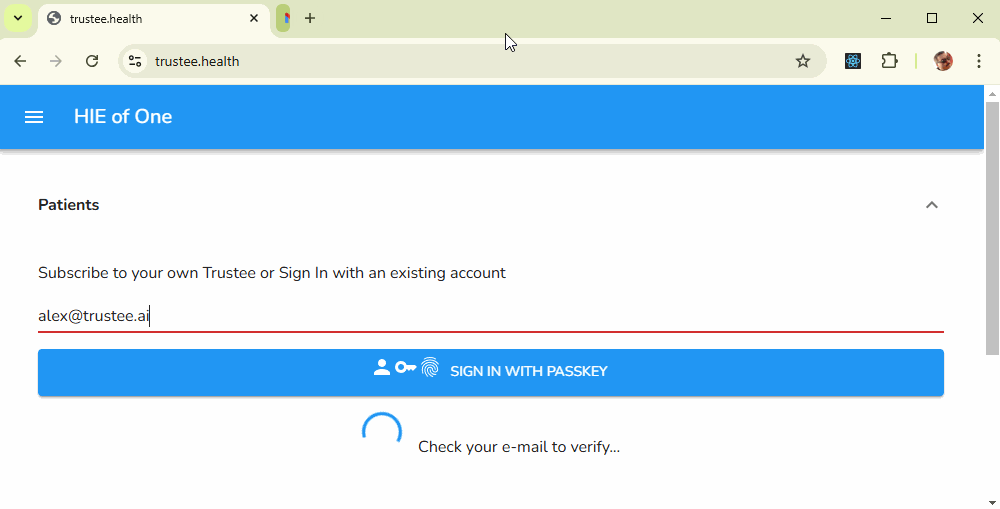 trustee.health
trustee.health
HIE of One
Patients
Subscribe to your own Trustee or Sign In with an existing account
alex@trustee.ai
SIGN IN WITH PASSKEY
Check your e-mail to verify...